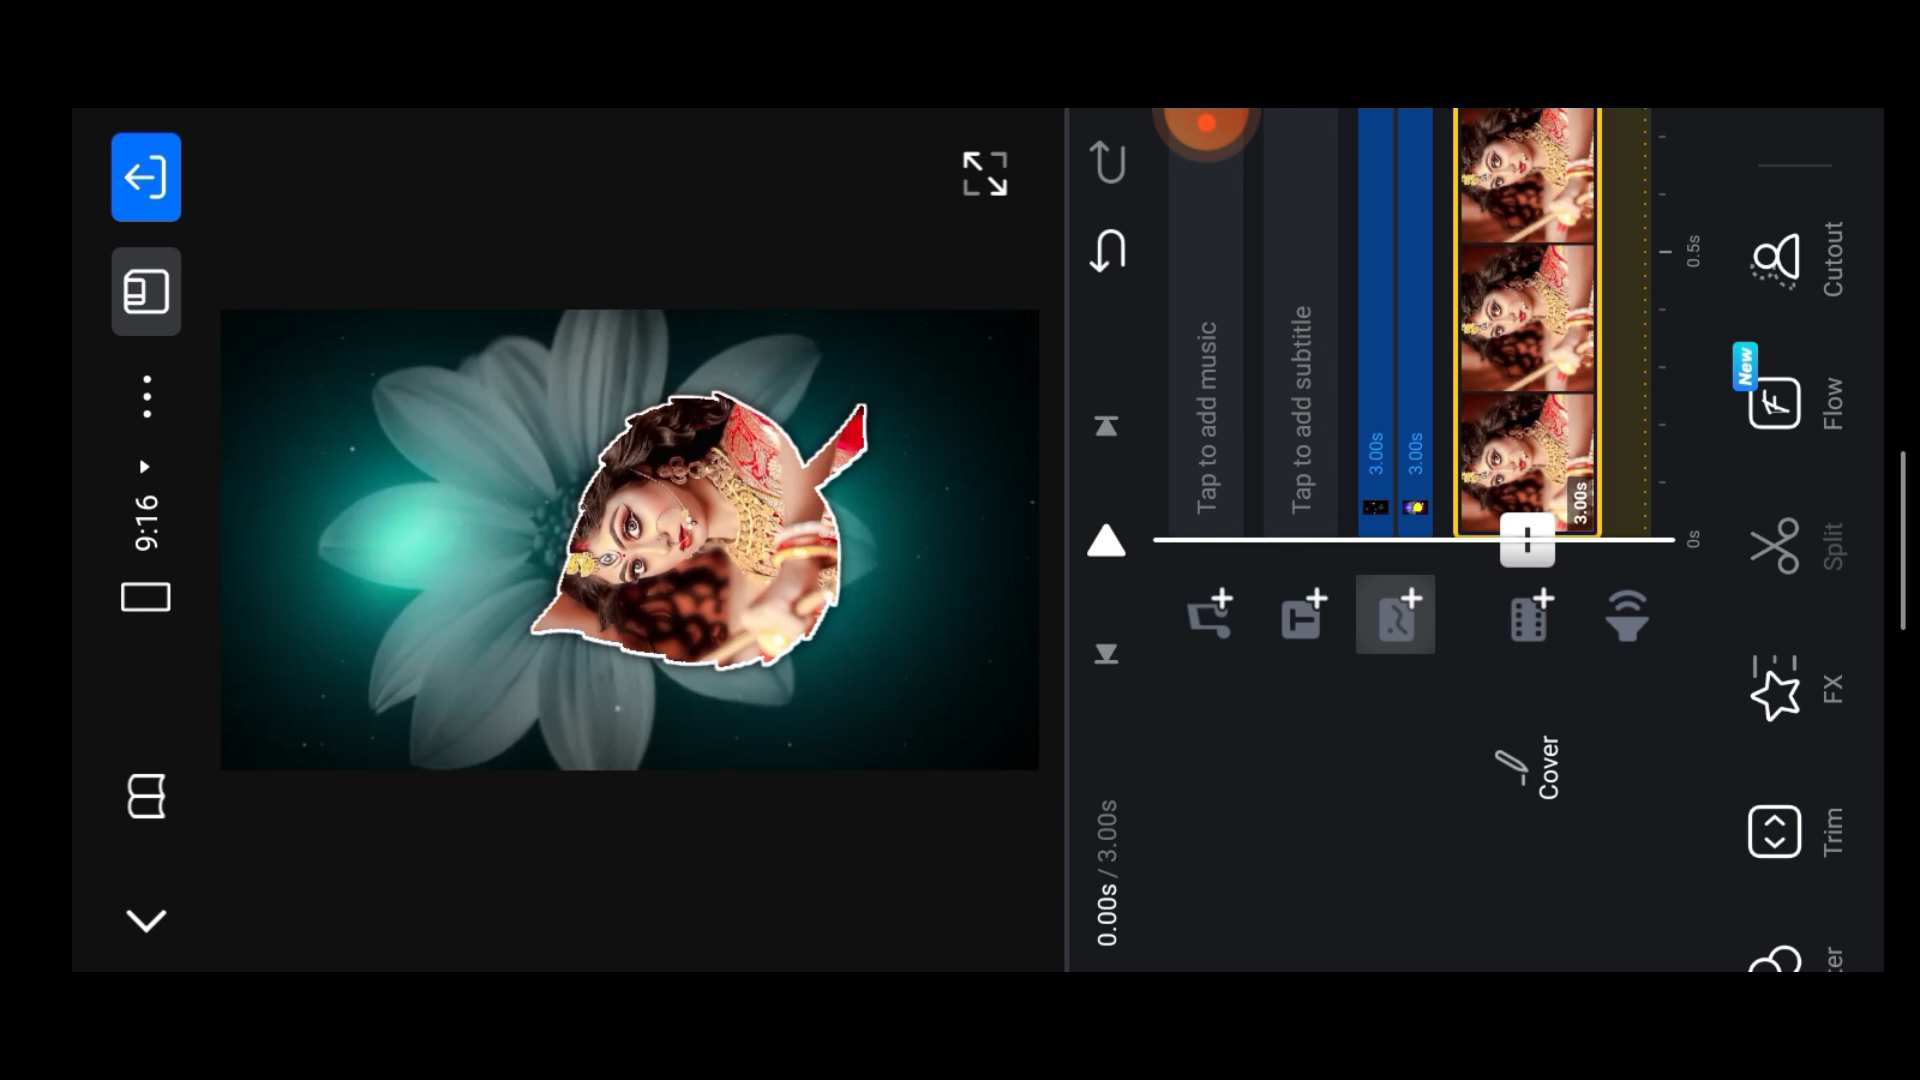 9:16
0.00s / 3.00s
Tap to add music
Tap to add subtitle
3.00s
3.00s
Cover
3.00s
0s
0.5s
New
er
Trim
FX
Split
Flow
Cutout